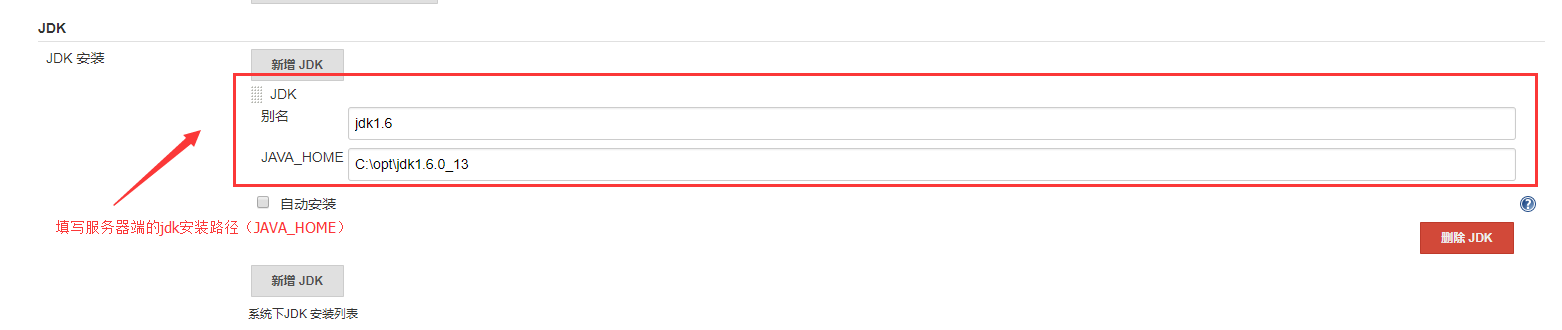 JDK
JDK 安装
新增 JDK
JDK
别名
jdk1.6
JAVA_HOME
C:\opt\jdk1.6.0_13
自动安装
?
填写服务器端的jdk安装路径（JAVA_HOME）
删除 JDK
新增 JDK
系统下JDK 安装列表